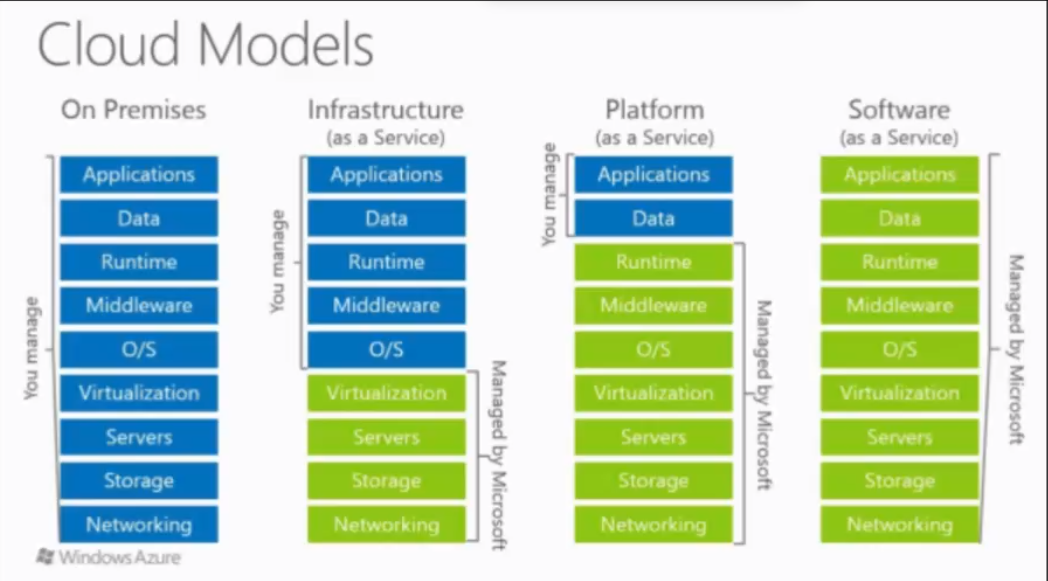 Cloud Models
On Premises
You manage
Applications
Data
Runtime
Middleware
O/S
Virtualization
Servers
Storage
Networking
Infrastructure
(as a Service)
You manage
Applications
Data
Runtime
Middleware
O/S
Virtualization
Servers
Storage
Networking
Managed by Microsoft
Platform
(as a Service)
You manage
Applications
Data
Runtime
Middleware
O/S
Virtualization
Servers
Storage
Networking
Managed by Microsoft
Software
(as a Service)
Applications
Data
Runtime
Middleware
O/S
Virtualization
Servers
Storage
Networking
Managed by Microsoft
Windows Azure